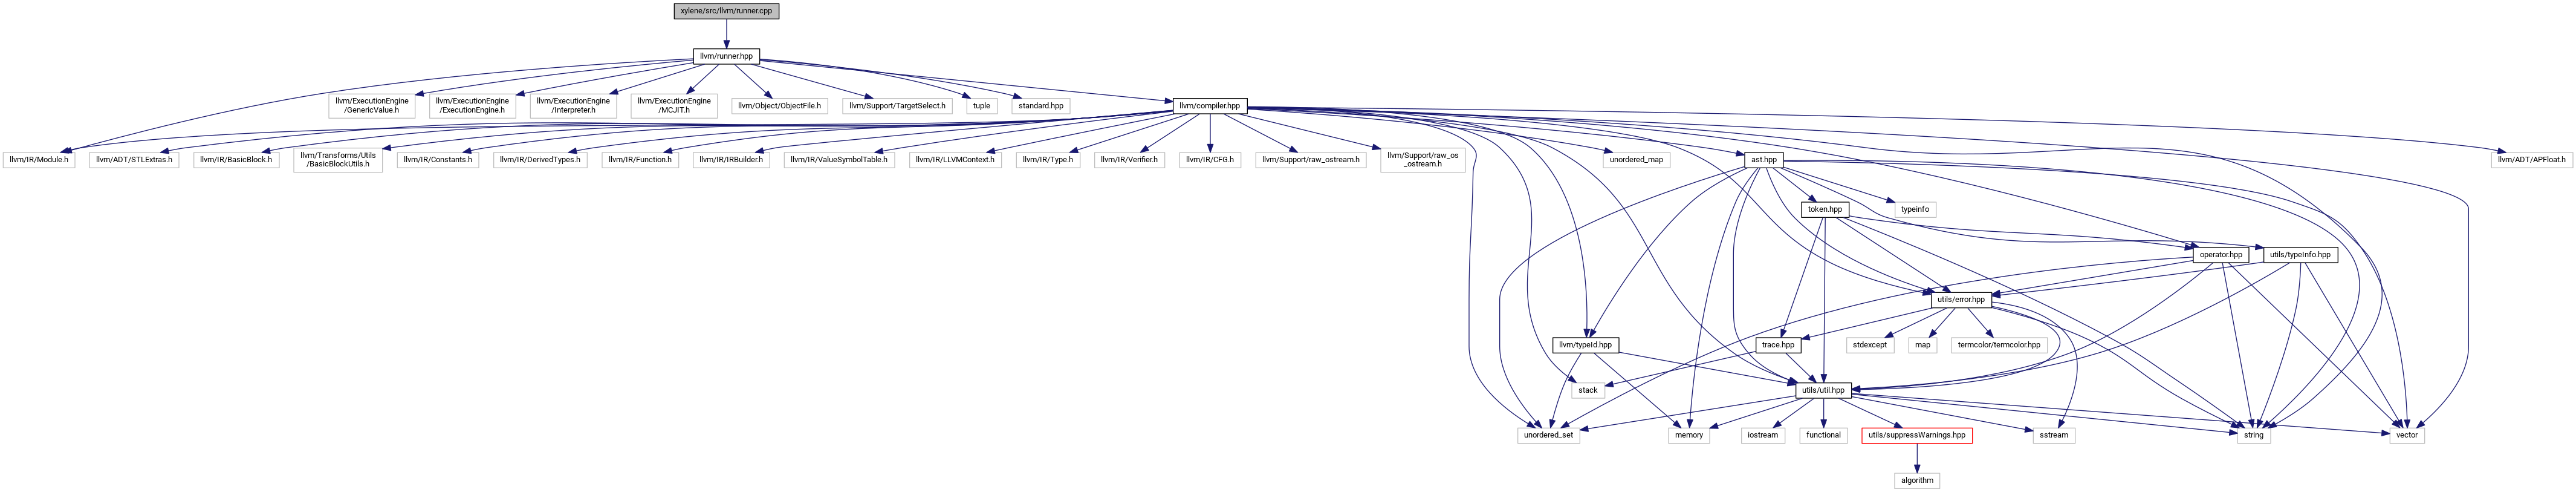 xylene/src/llvm/runner.cpp
llvm/runner.hpp
llvm/ExecutionEngine
/GenericValue.h
llvm/ExecutionEngine
/ExecutionEngine.h
llvm/ExecutionEngine
/Interpreter.h
llvm/ExecutionEngine
/MCJIT.h
llvm/Object/ObjectFile.h
llvm/Support/TargetSelect.h
tuple
standard.hpp
llvm/compiler.hpp
llvm/IR/Module.h
llvm/ADT/STLExtras.h
llvm/IR/BasicBlock.h
llvm/Transforms/Utils
/BasicBlockUtils.h
llvm/IR/Constants.h
llvm/IR/DerivedTypes.h
llvm/IR/Function.h
llvm/IR/IRBuilder.h
llvm/IR/ValueSymbolTable.h
llvm/IR/LLVMContext.h
llvm/IR/Type.h
llvm/IR/Verifier.h
llvm/IR/CFG.h
llvm/Support/raw_ostream.h
llvm/Support/raw_os
_ostream.h
unordered_map
ast.hpp
llvm/ADT/APFloat.h
token.hpp
typeinfo
operator.hpp
utils/typeInfo.hpp
utils/error.hpp
llvm/typeId.hpp
trace.hpp
stdexcept
map
termcolor/termcolor.hpp
stack
utils/util.hpp
unordered_set
memory
iostream
functional
utils/suppressWarnings.hpp
sstream
string
vector
algorithm